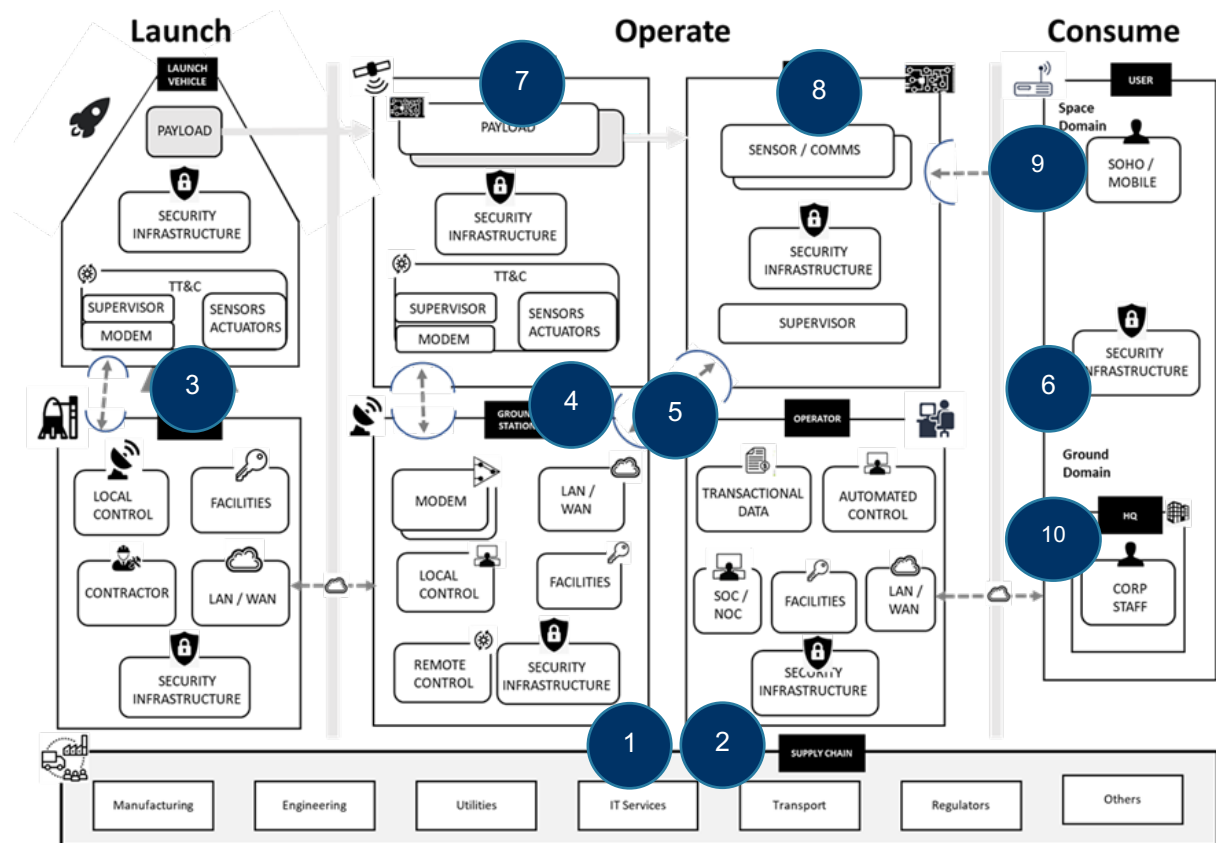 Launch
Operate
Consume
LAUNCH
VEHICLE
PAYLOAD
SECURITY
INFRASTRUCTURE
TT&C
SUPERVISOR
MODEM
SENSORS
ACTUATORS
3
LOCAL
CONTROL
FACILITIES
CONTRACTOR
LAN / WAN
SECURITY
INFRASTRUCTURE
7
PAYLOAD
SECURITY
INFRASTRUCTURE
TT&C
SUPERVISOR
MODEM
SENSORS
ACTUATORS
4
STATION
MODEM
LAN /
WAN
LOCAL
CONTROL
FACILITIES
REMOTE
CONTROL
SECURITY
INFRASTRUCTURE
8
SENSOR / COMMS
SECURITY
INFRASTRUCTURE
SUPERVISOR
5
OPERATOR
TRANSACTIONAL
DATA
AUTOMATED
CONTROL
SOC /
NOC
FACILITIES
LAN /
WAN
SECURITY
INFRASTRUCTURE
USER
Space
Domain
9
SOHO /
MOBILE
SECURITY
INFRASTRUCTURE
6
Ground
Domain
HQ
10
CORP
STAFF
1
2
SUPPLY CHAIN
Manufacturing
Engineering
Utilities
IT Services
Transport
Regulators
Others